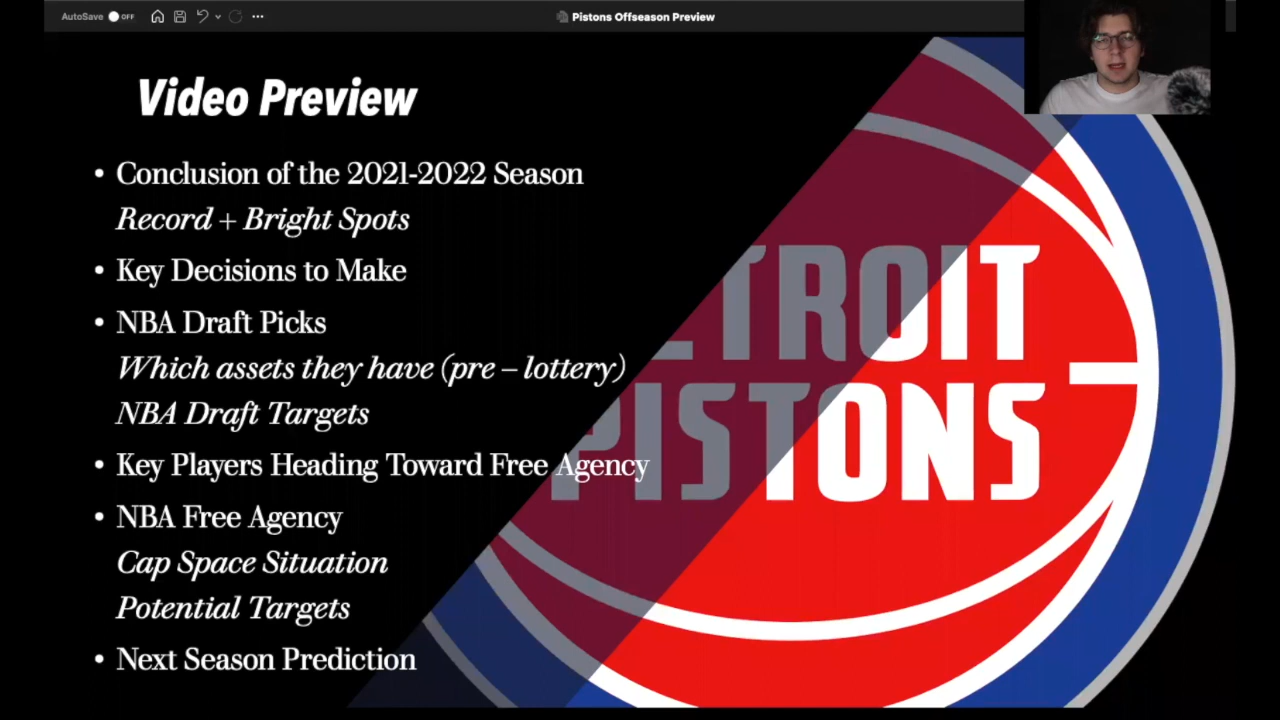 AutoSave OFF
Pistons Offseason Preview
Video Preview
• Conclusion of the 2021-2022 Season
Record + Bright Spots
• Key Decisions to Make
• NBA Draft Picks
Which assets they have (pre – lottery)
NBA Draft Targets
• Key Players Heading Toward Free Agency
• NBA Free Agency
Cap Space Situation
Potential Targets
• Next Season Prediction
ETROIT
PISTONS